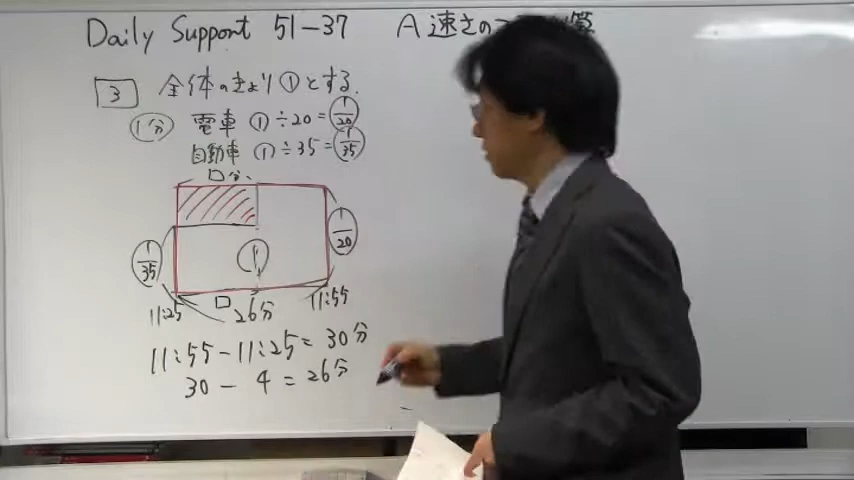 Daily Support 51-37 A 速さの 算
3 全体のきょり①とする.
1分 電車 ①÷20=1/20
自動車 ①÷35=1/35
□分
1/35 1 1/20
11:25 □ 26分 11:55
11:55-11:25=30分
30-4=26分